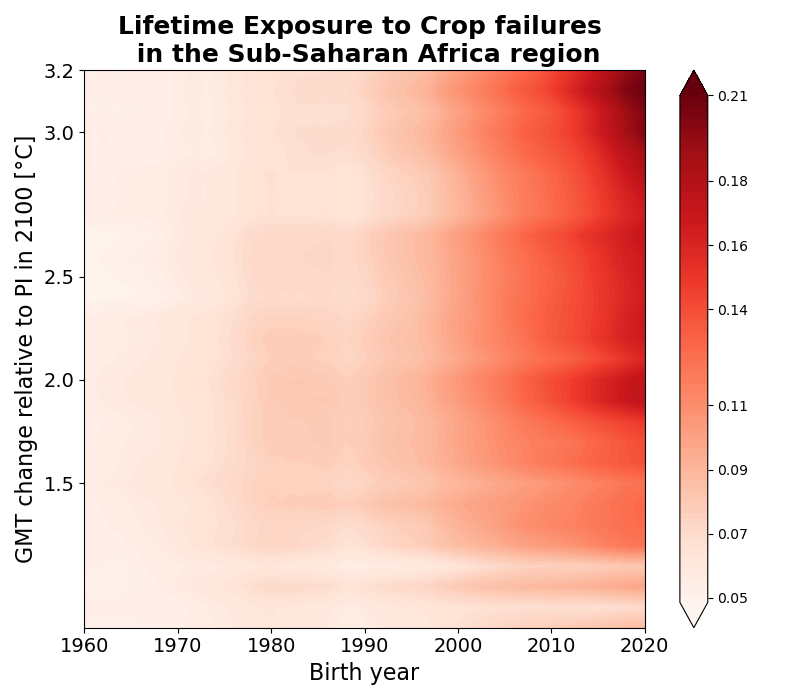 Lifetime Exposure to Crop failures
in the Sub-Saharan Africa region
GMT change relative to PI in 2100 [°C]
3.2
3.0
2.5
2.0
1.5
1960 1970 1980 1990 2000 2010 2020
Birth year
0.21
0.18
0.16
0.14
0.11
0.09
0.07
0.05